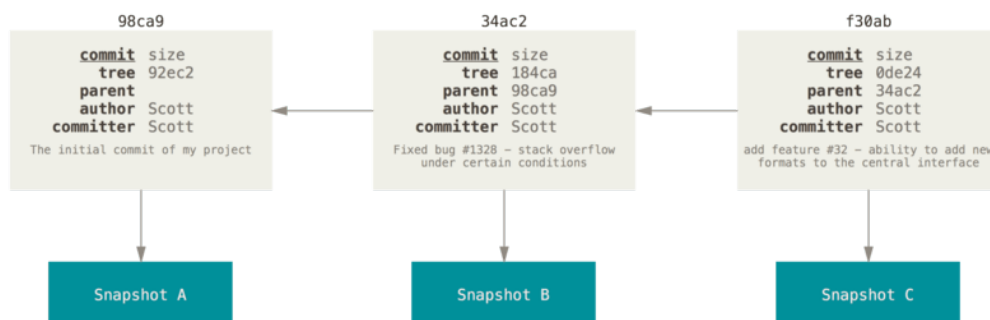 98ca9
commit size
tree 92ec2
parent
author Scott
committer Scott
The initial commit of my project
Snapshot A
34ac2
commit size
tree 184ca
parent 98ca9
author Scott
committer Scott
Fixed bug #1328 – stack overflow
under certain conditions
Snapshot B
f30ab
commit size
tree 0de24
parent 34ac2
author Scott
committer Scott
add feature #32 – ability to add new
formats to the central interface
Snapshot C